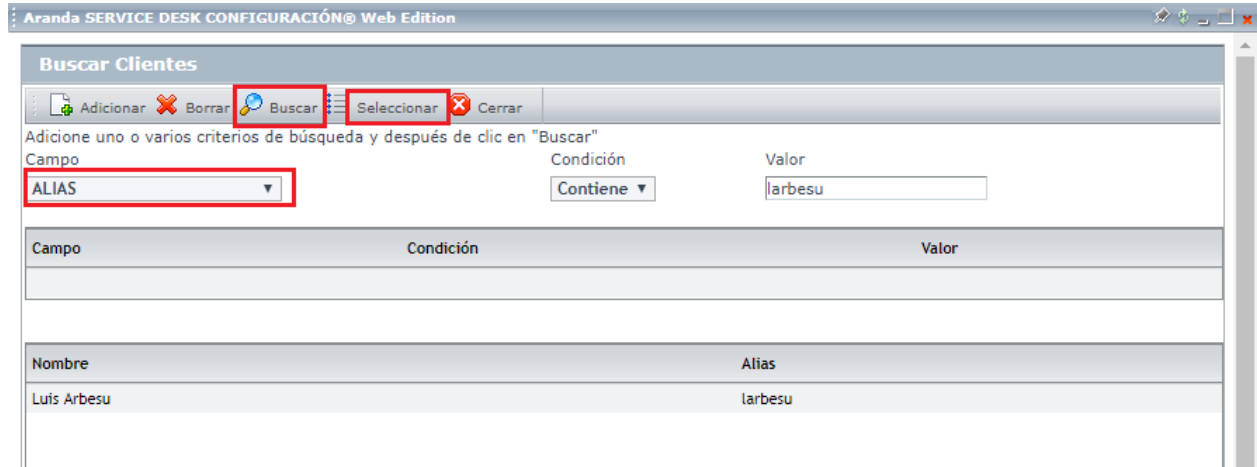 Aranda SERVICE DESK CONFIGURACIÓN® Web Edition
Buscar Clientes
Adicionar Borrar Buscar Seleccionar Cerrar
Adicione uno o varios criterios de búsqueda y después de clic en "Buscar"
Campo Condición Valor
ALIAS Contiene larbesu
Campo Condición Valor
Nombre Alias
Luis Arbesu larbesu